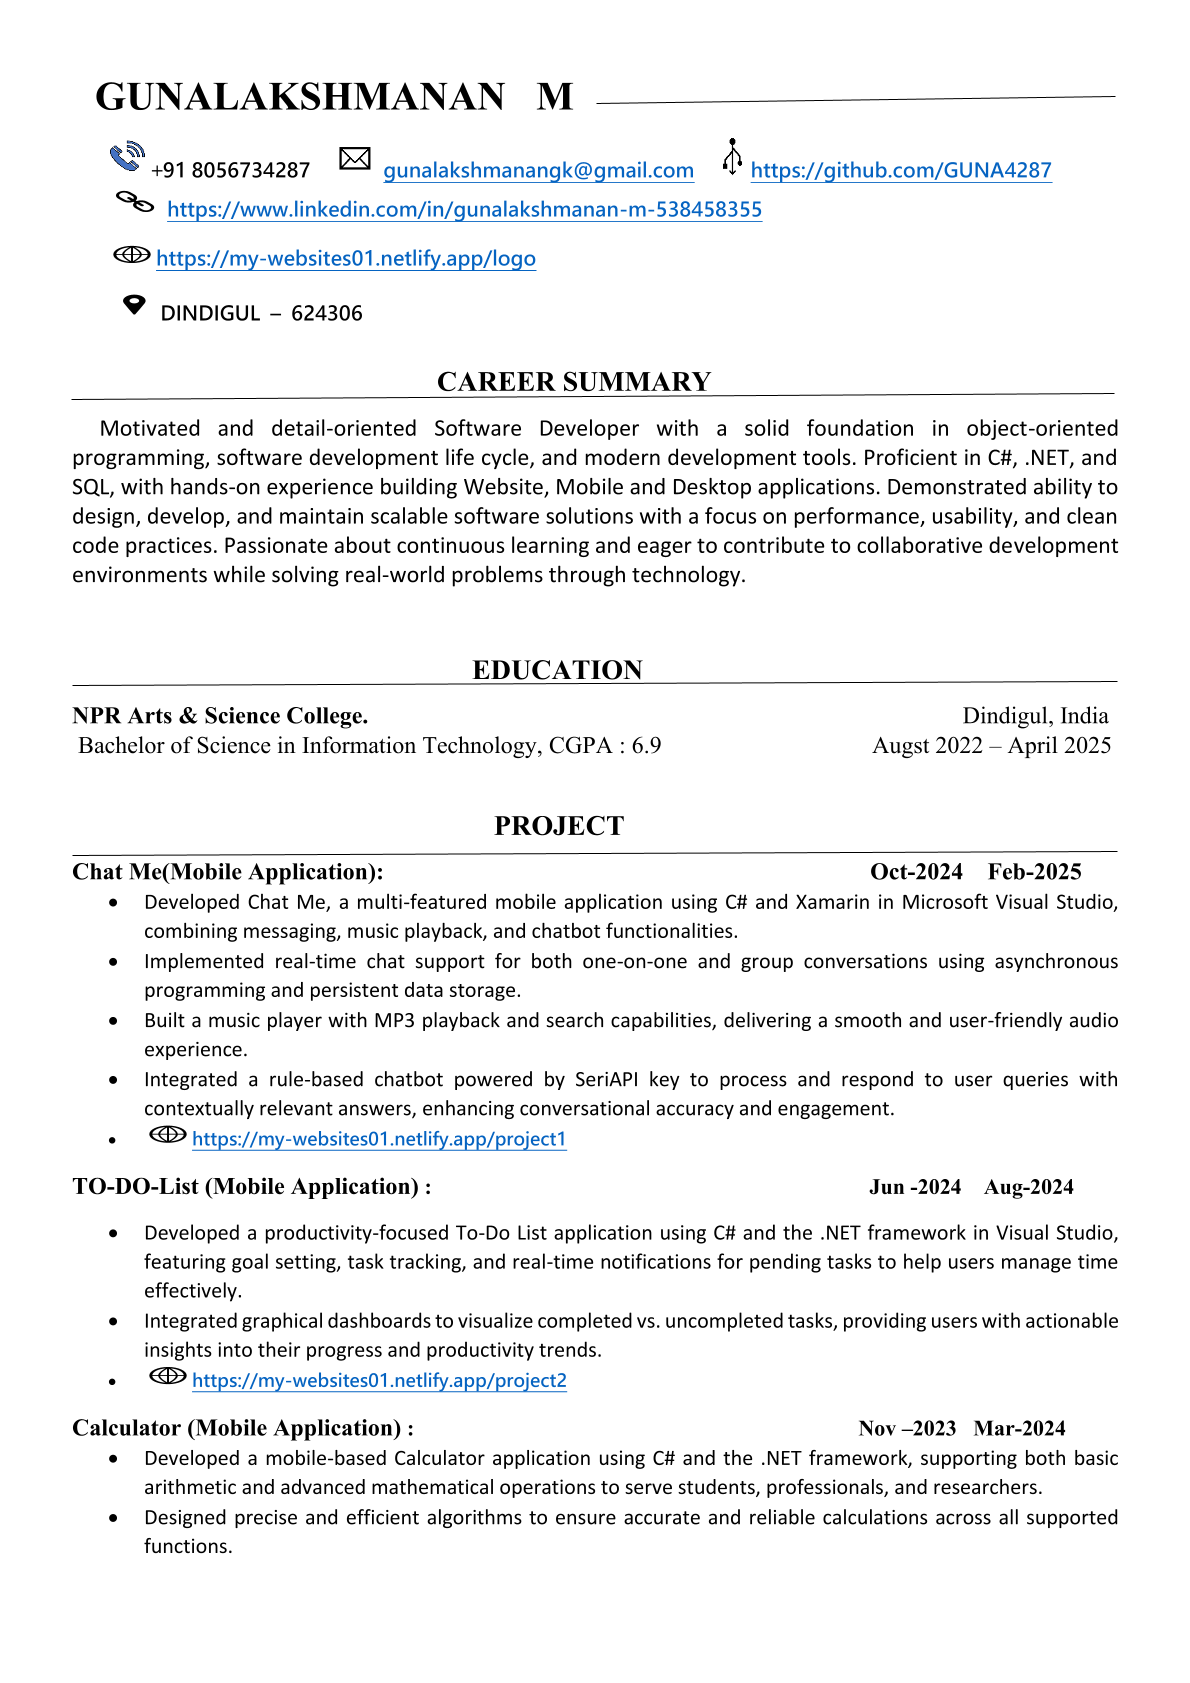 GUNALAKSHMANAN M
+91 8056734287 gunalakshmanangk@gmail.com https://github.com/GUNA4287
https://www.linkedin.com/in/gunalakshmanan-m-538458355
https://my-websites01.netlify.app/logo
DINDIGUL – 624306
CAREER SUMMARY
Motivated and detail-oriented Software Developer with a solid foundation in object-oriented
programming, software development life cycle, and modern development tools. Proficient in C#, .NET, and
SQL, with hands-on experience building Website, Mobile and Desktop applications. Demonstrated ability to
design, develop, and maintain scalable software solutions with a focus on performance, usability, and clean
code practices. Passionate about continuous learning and eager to contribute to collaborative development
environments while solving real-world problems through technology.
EDUCATION
NPR Arts & Science College. Dindigul, India
Bachelor of Science in Information Technology, CGPA : 6.9 Augst 2022 – April 2025
PROJECT
Chat Me(Mobile Application): Oct-2024 Feb-2025
• Developed Chat Me, a multi-featured mobile application using C# and Xamarin in Microsoft Visual Studio,
combining messaging, music playback, and chatbot functionalities.
• Implemented real-time chat support for both one-on-one and group conversations using asynchronous
programming and persistent data storage.
• Built a music player with MP3 playback and search capabilities, delivering a smooth and user-friendly audio
experience.
• Integrated a rule-based chatbot powered by SeriAPI key to process and respond to user queries with
contextually relevant answers, enhancing conversational accuracy and engagement.
• https://my-websites01.netlify.app/project1
TO-DO-List (Mobile Application) : Jun -2024 Aug-2024
• Developed a productivity-focused To-Do List application using C# and the .NET framework in Visual Studio,
featuring goal setting, task tracking, and real-time notifications for pending tasks to help users manage time
effectively.
• Integrated graphical dashboards to visualize completed vs. uncompleted tasks, providing users with actionable
insights into their progress and productivity trends.
• https://my-websites01.netlify.app/project2
Calculator (Mobile Application) : Nov –2023 Mar-2024
• Developed a mobile-based Calculator application using C# and the .NET framework, supporting both basic
arithmetic and advanced mathematical operations to serve students, professionals, and researchers.
• Designed precise and efficient algorithms to ensure accurate and reliable calculations across all supported
functions.